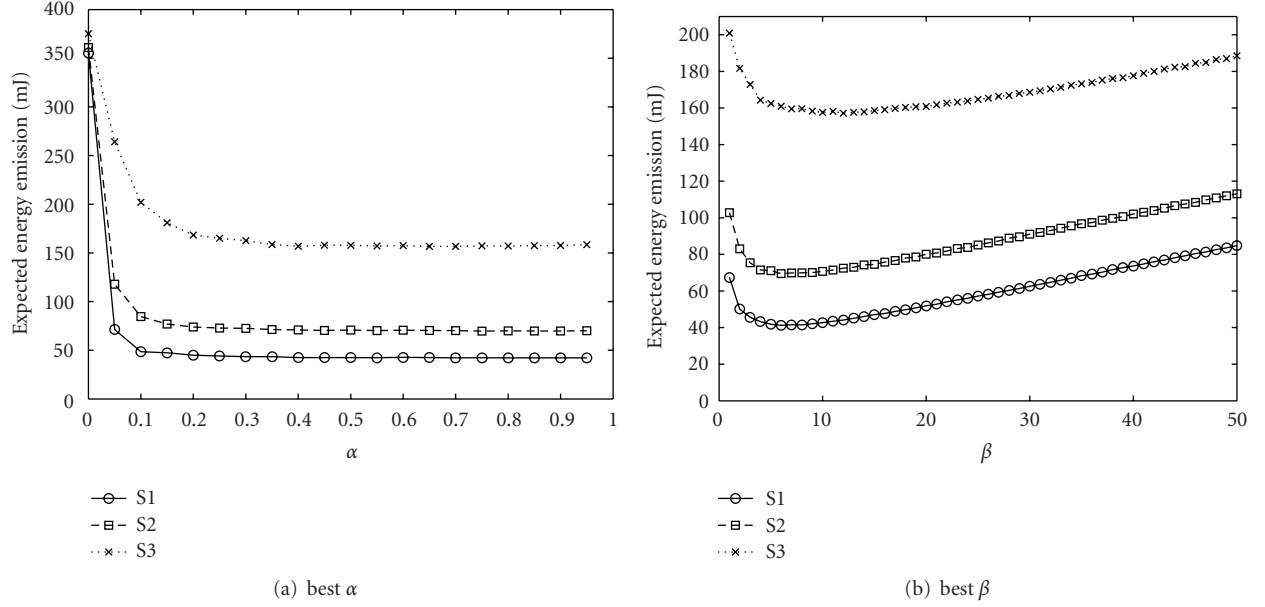 400
350
300
250
200
150
100
50
0
Expected energy emission (mJ)
0 0.1 0.2 0.3 0.4 0.5 0.6 0.7 0.8 0.9 1
α
S1
S2
S3
(a) best α
200
180
160
140
120
100
80
60
40
20
0
Expected energy emission (mJ)
0 10 20 30 40 50
β
S1
S2
S3
(b) best β